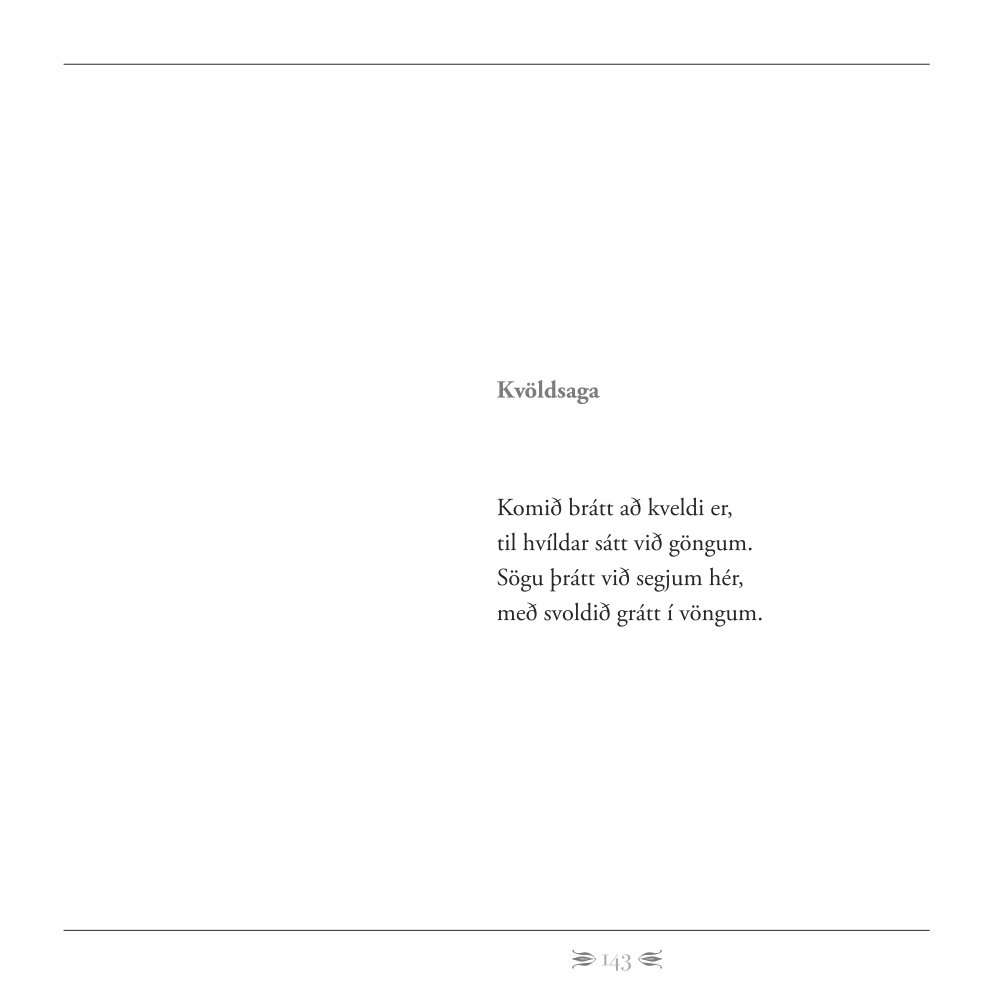 Kvöldsaga
Komið brátt að kveldi er,
til hvíldar sátt við göngum.
Sögu þrátt við segjum hér,
með svoldið grátt í vöngum.
143